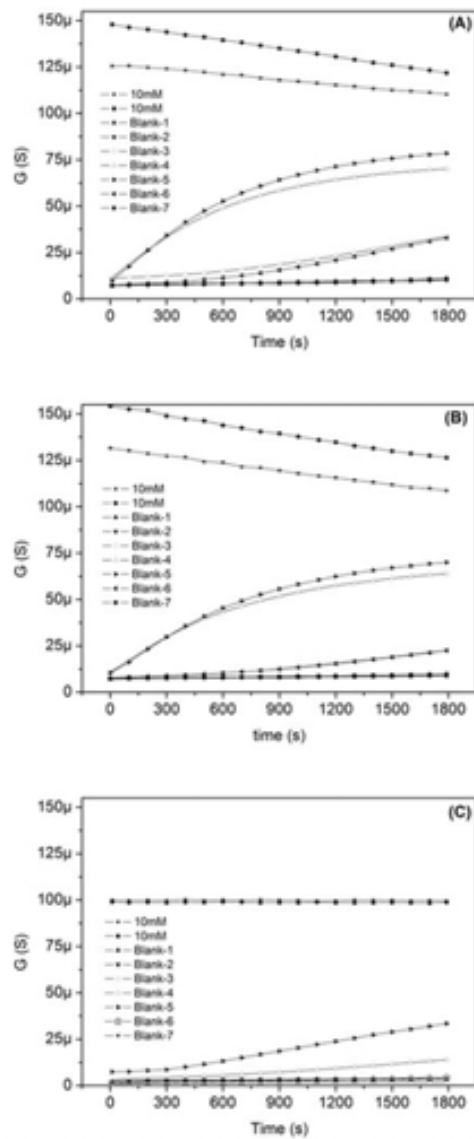 (A)
150µ
125µ
100µ
75µ
50µ
25µ
0
G (S)
10mM
10mM
Blank-1
Blank-2
Blank-3
Blank-4
Blank-5
Blank-6
Blank-7
0 300 600 900 1200 1500 1800
Time (s)
(B)
150µ
125µ
100µ
75µ
50µ
25µ
0
G (S)
10mM
10mM
Blank-1
Blank-2
Blank-3
Blank-4
Blank-5
Blank-6
Blank-7
0 300 600 900 1200 1500 1800
time (s)
(C)
150µ
125µ
100µ
75µ
50µ
25µ
0
G (S)
10mM
10mM
Blank-1
Blank-2
Blank-3
Blank-4
Blank-5
Blank-6
Blank-7
0 300 600 900 1200 1500 1800
Time (s)